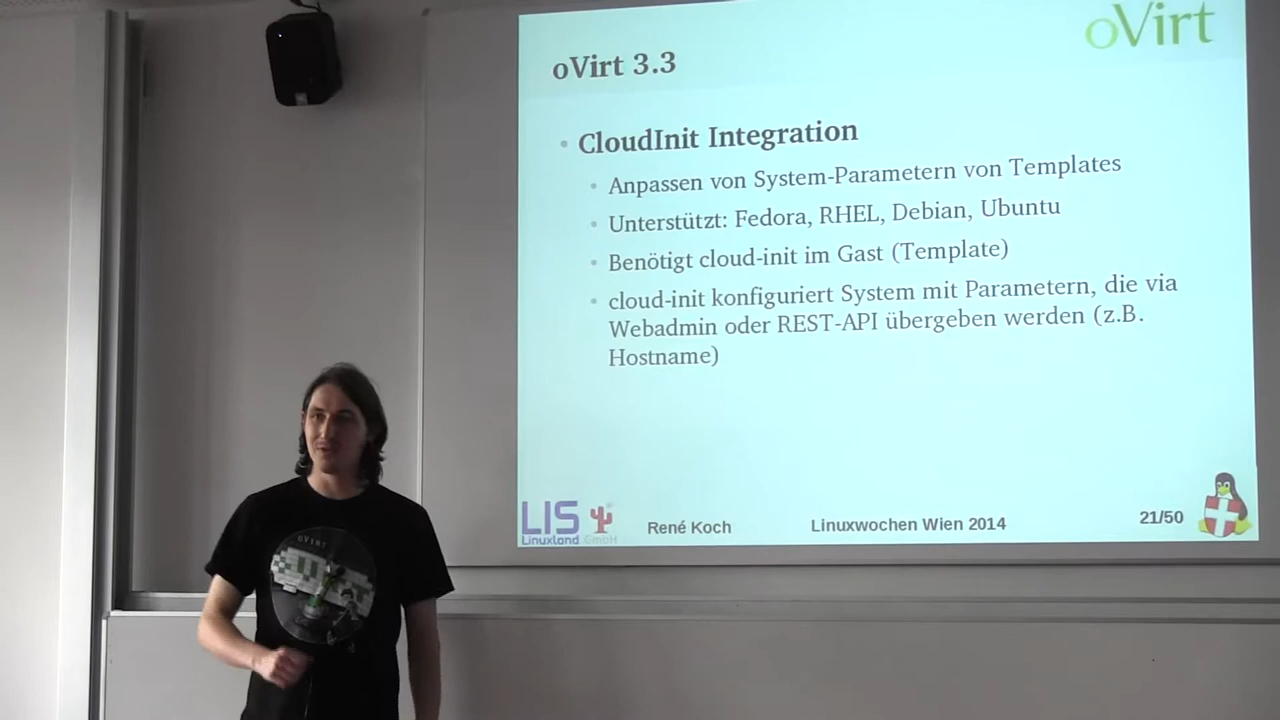 oVirt
oVirt 3.3
CloudInit Integration
Anpassen von System-Parametern von Templates
Unterstützt: Fedora, RHEL, Debian, Ubuntu
Benötigt cloud-init im Gast (Template)
cloud-init konfiguriert System mit Parametern, die via
Webadmin oder REST-API übergeben werden (z.B.
Hostname)
LIS
Linuxland GmbH
René Koch
Linuxwochen Wien 2014
21/50
OVIRT